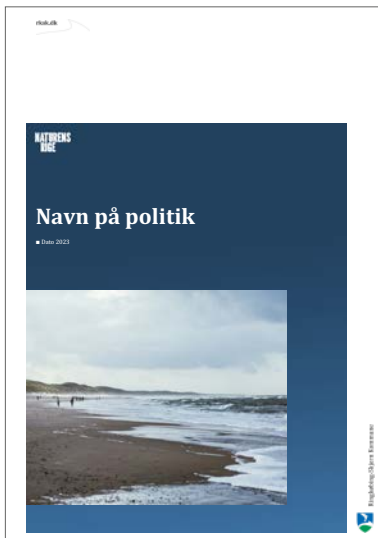 rksk.dk
NATURENS
RIGE
Navn på politik
■ Dato 2023
Ringkøbing-Skjern Kommune